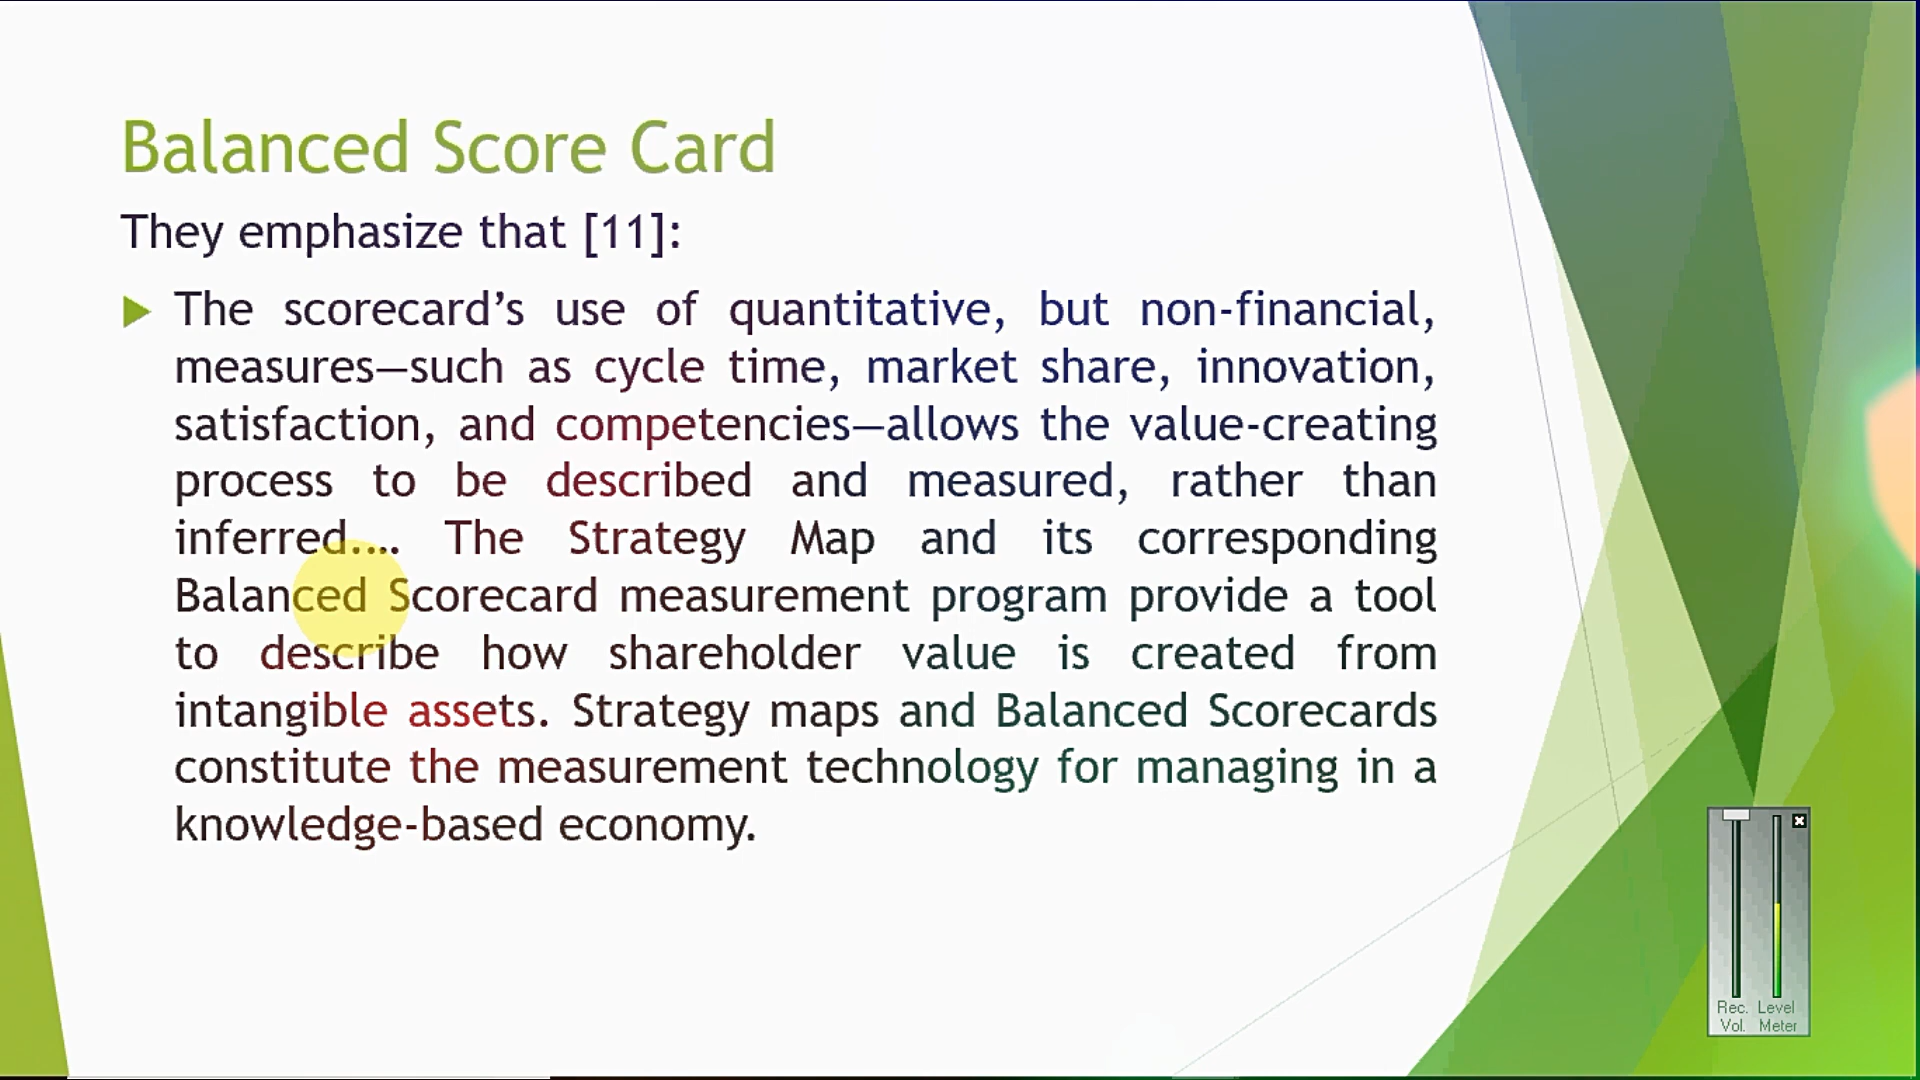 Balanced Score Card
They emphasize that [11]:
The scorecard’s use of quantitative, but non-financial,
measures—such as cycle time, market share, innovation,
satisfaction, and competencies—allows the value-creating
process to be described and measured, rather than
inferred.... The Strategy Map and its corresponding
Balanced Scorecard measurement program provide a tool
to describe how shareholder value is created from
intangible assets. Strategy maps and Balanced Scorecards
constitute the measurement technology for managing in a
knowledge-based economy.
Rec. Level
Vol. Meter